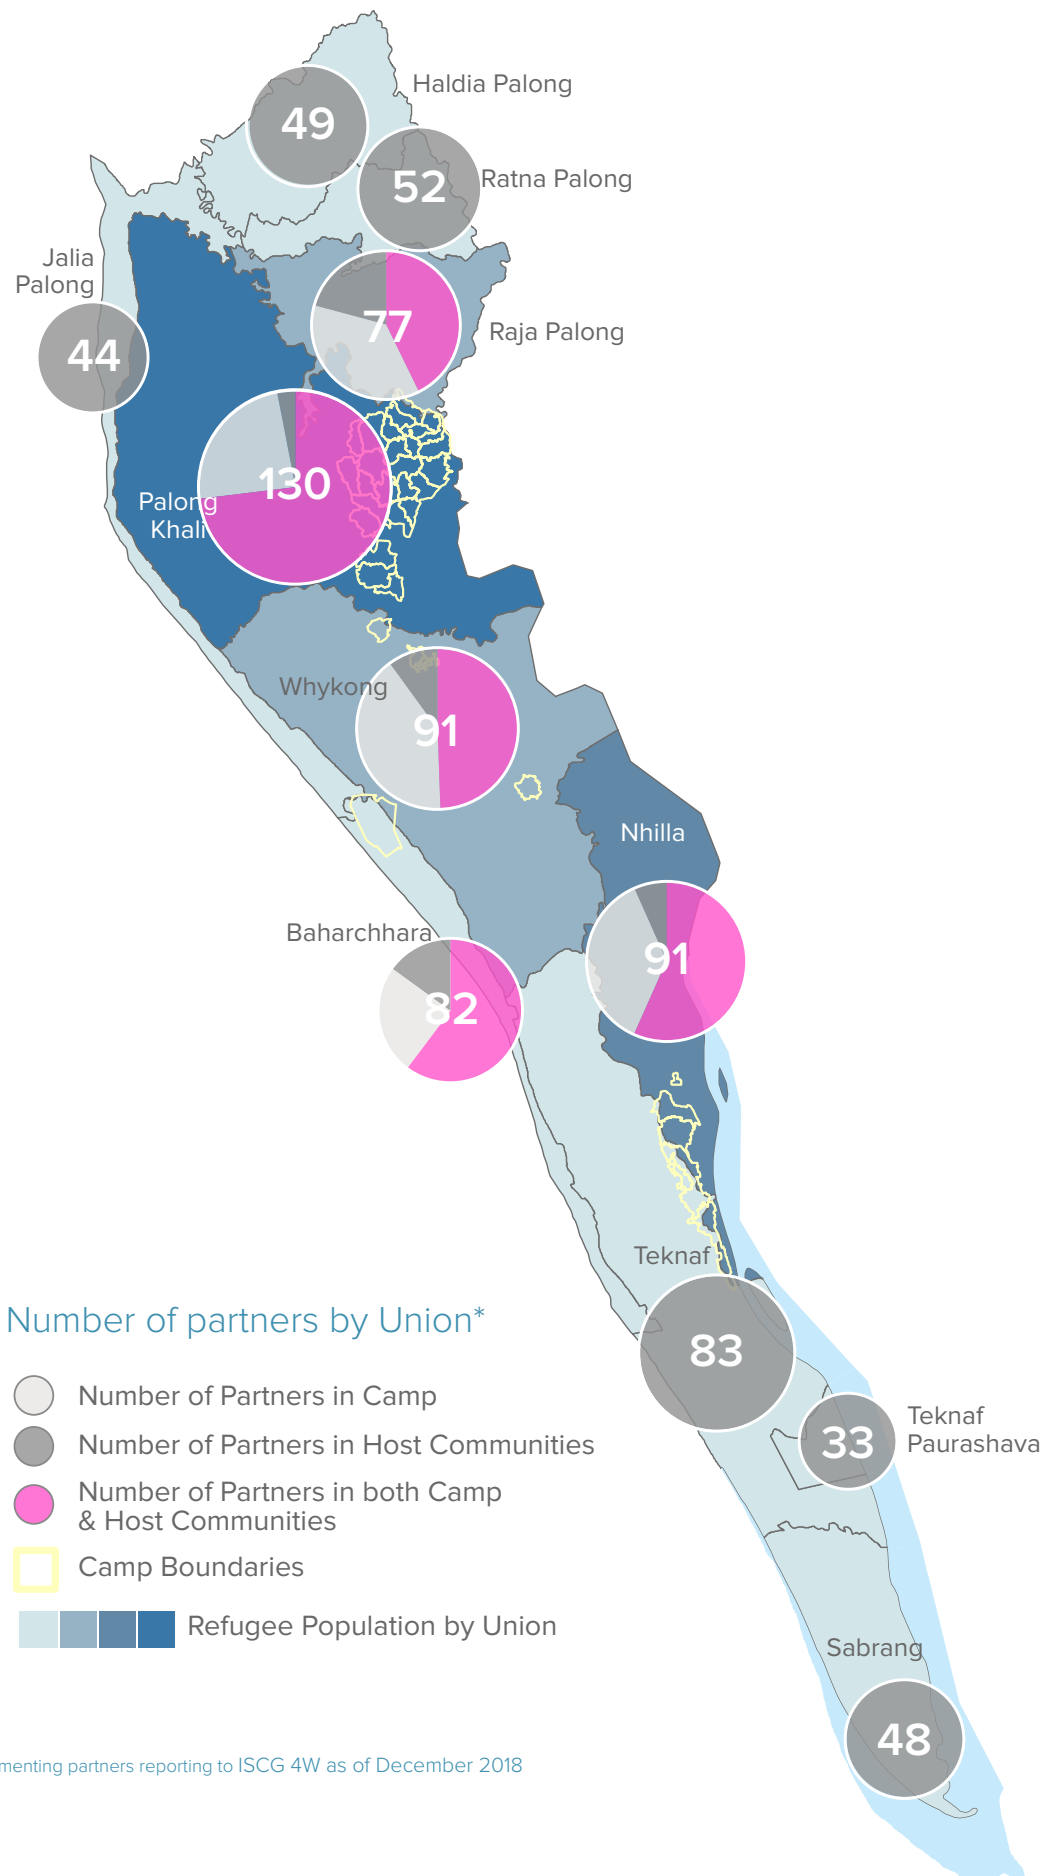 Haldia Palong
49
52
Ratna Palong
Jalia
Palong
44
77
Raja Palong
130
Palong
Khali
Whykong
91
Nhilla
Baharchhara
91
82
Teknaf
83
Teknaf
Paurashava
33
Sabrang
48
Number of partners by Union*
Number of Partners in Camp
Number of Partners in Host Communities
Number of Partners in both Camp
& Host Communities
Camp Boundaries
Refugee Population by Union
menting partners reporting to ISCG 4W as of December 2018